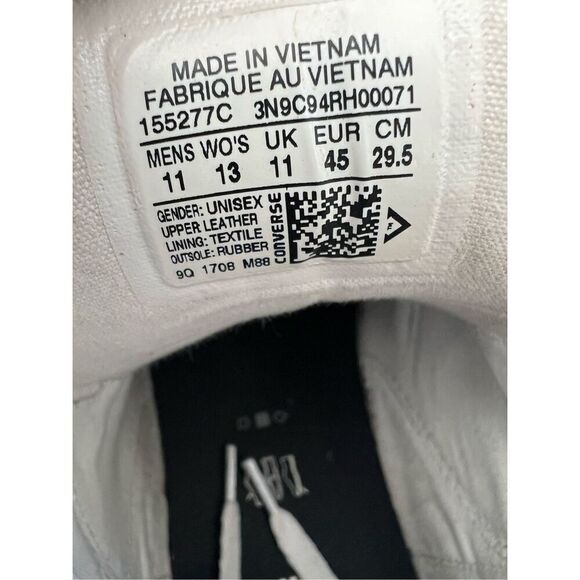 MADE IN VIETNAM
FABRIQUE AU VIETNAM
155277C 3N9C94RH00071
MENS WO'S UK EUR CM
11 13 11 45 29.5
GENDER: UNISEX
UPPER: LEATHER
LINING: TEXTILE
OUTSOLE: RUBBER
9Q 1708 M88
CONVERSE